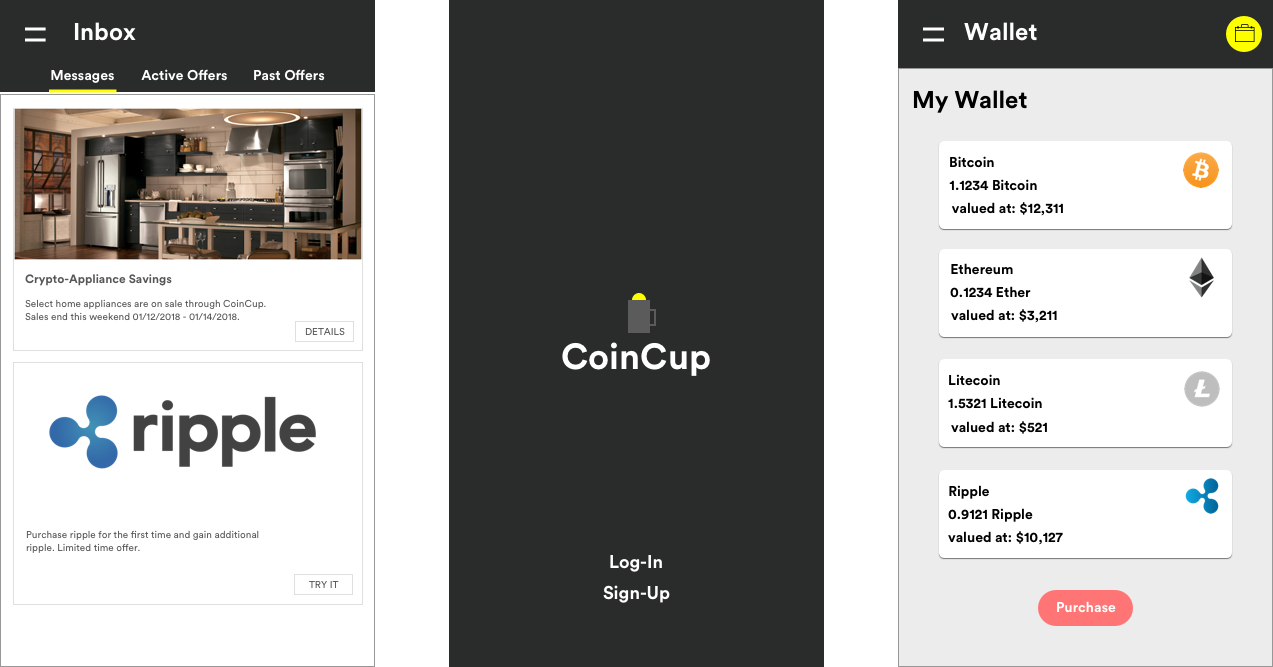 Inbox
Messages Active Offers Past Offers
Crypto-Appliance Savings
Select home appliances are on sale through CoinCup.
Sales end this weekend 01/12/2018 - 01/14/2018.
DETAILS
ripple
Purchase ripple for the first time and gain additional
ripple. Limited time offer.
TRY IT
CoinCup
Log-In
Sign-Up
Wallet
My Wallet
Bitcoin
1.1234 Bitcoin
valued at: $12,311
Ethereum
0.1234 Ether
valued at: $3,211
Litecoin
1.5321 Litecoin
valued at: $521
Ripple
0.9121 Ripple
valued at: $10,127
Purchase